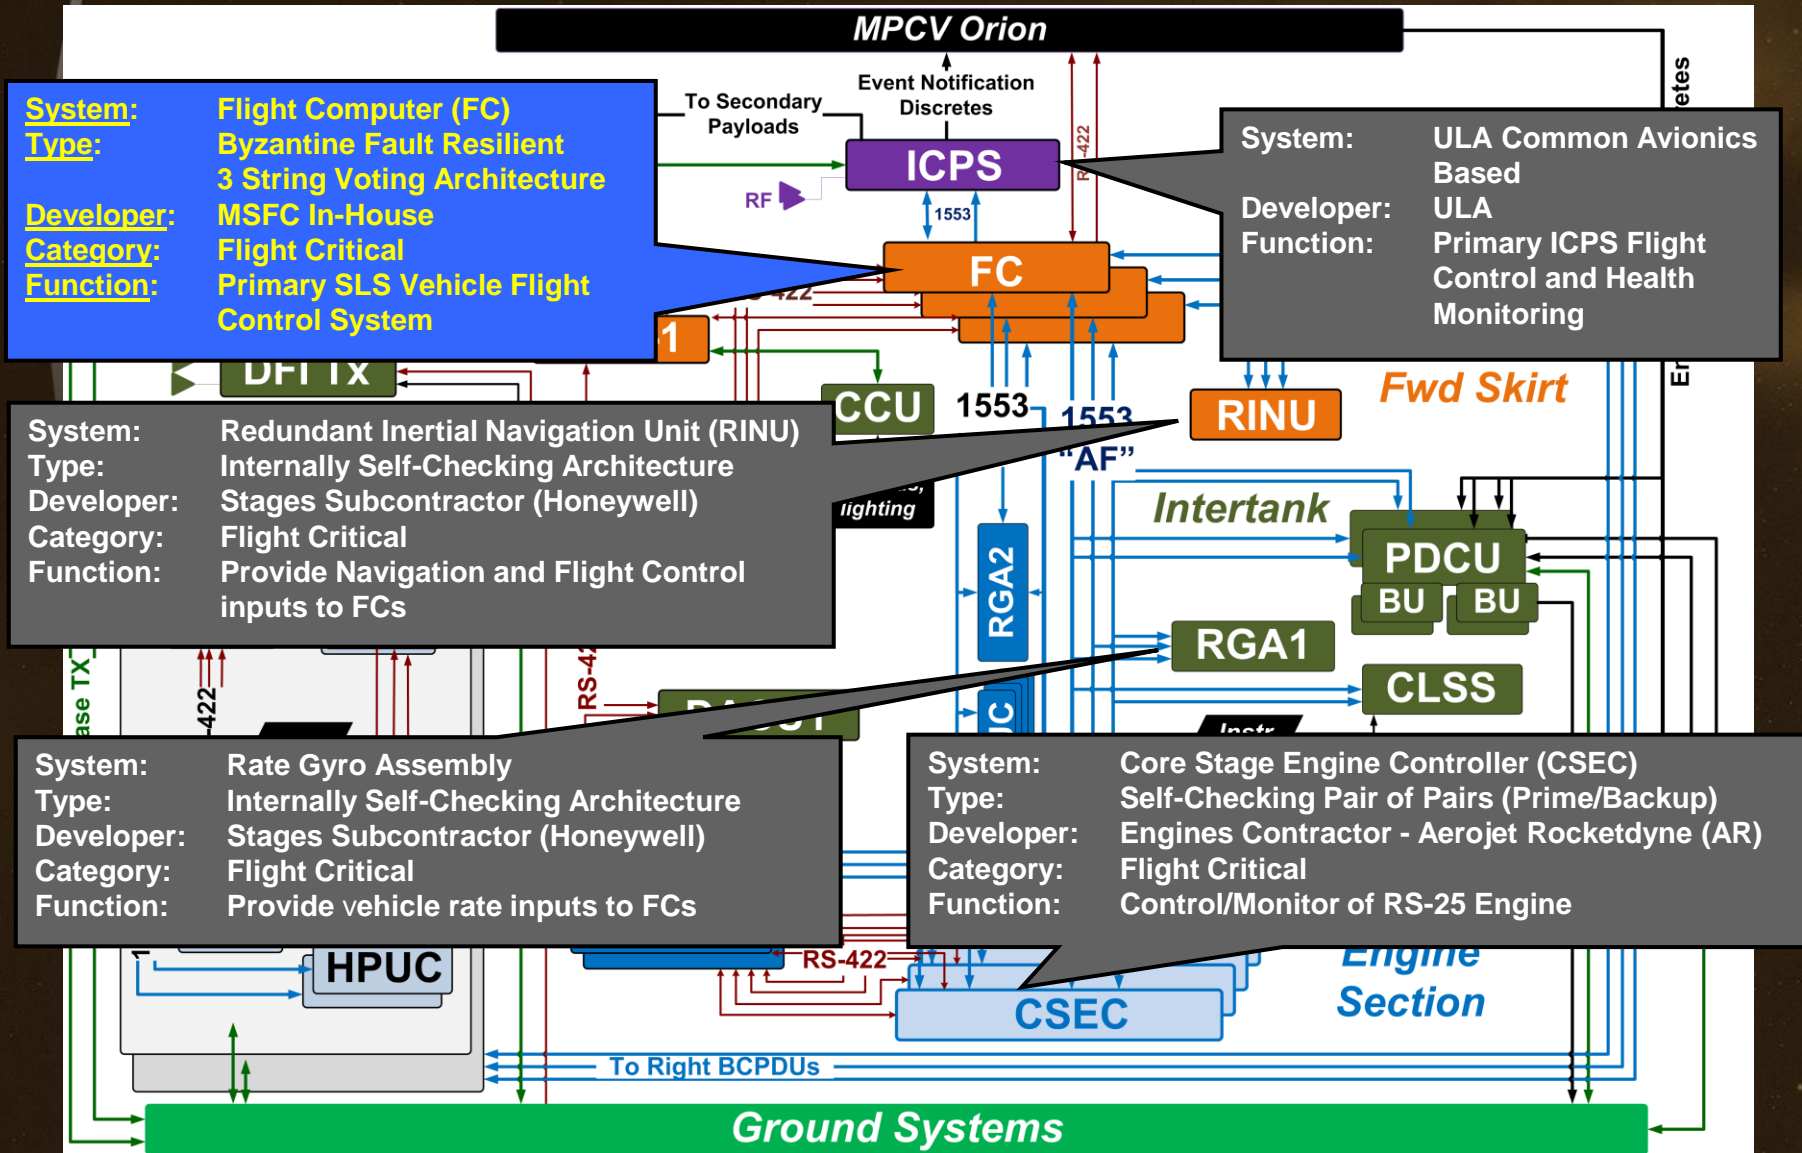 MPCV Orion
Event Notification
Discretes
To Secondary
Payloads
ICPS
RF
1553
FC
System: Flight Computer (FC)
Type: Byzantine Fault Resilient
3 String Voting Architecture
Developer: MSFC In-House
Category: Flight Critical
Function: Primary SLS Vehicle Flight
Control System
System: ULA Common Avionics
Based
Developer: ULA
Function: Primary ICPS Flight
Control and Health
Monitoring
DFI Tx
CCU
1553
1553
"AF"
RINU
Fwd Skirt
System: Redundant Inertial Navigation Unit (RINU)
Type: Internally Self-Checking Architecture
Developer: Stages Subcontractor (Honeywell)
Category: Flight Critical
Function: Provide Navigation and Flight Control
inputs to FCs
Intertank
PDCU
BU BU
RGA2
RGA1
CLSS
System: Rate Gyro Assembly
Type: Internally Self-Checking Architecture
Developer: Stages Subcontractor (Honeywell)
Category: Flight Critical
Function: Provide vehicle rate inputs to FCs
System: Core Stage Engine Controller (CSEC)
Type: Self-Checking Pair of Pairs (Prime/Backup)
Developer: Engines Contractor - Aerojet Rocketdyne (AR)
Category: Flight Critical
Function: Control/Monitor of RS-25 Engine
HPUC
RS-422
CSEC
Engine
Section
To Right BCPDUs
Ground Systems